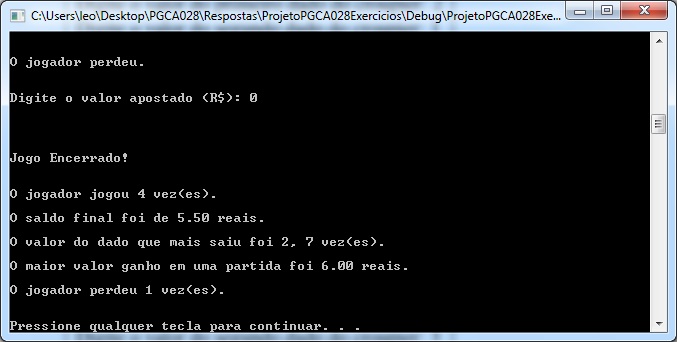 C:\Users\leo\Desktop\PGCA028\Respostas\ProjetoPGCA028Exercicios\Debug\ProjetoPGCA028Exe...
O jogador perdeu.
Digite o valor apostado (R$): 0
Jogo Encerrado!
O jogador jogou 4 vez(es).
O saldo final foi de 5.50 reais.
O valor do dado que mais saiu foi 2, 7 vez(es).
O maior valor ganho em uma partida foi 6.00 reais.
O jogador perdeu 1 vez(es).
Pressione qualquer tecla para continuar. . .